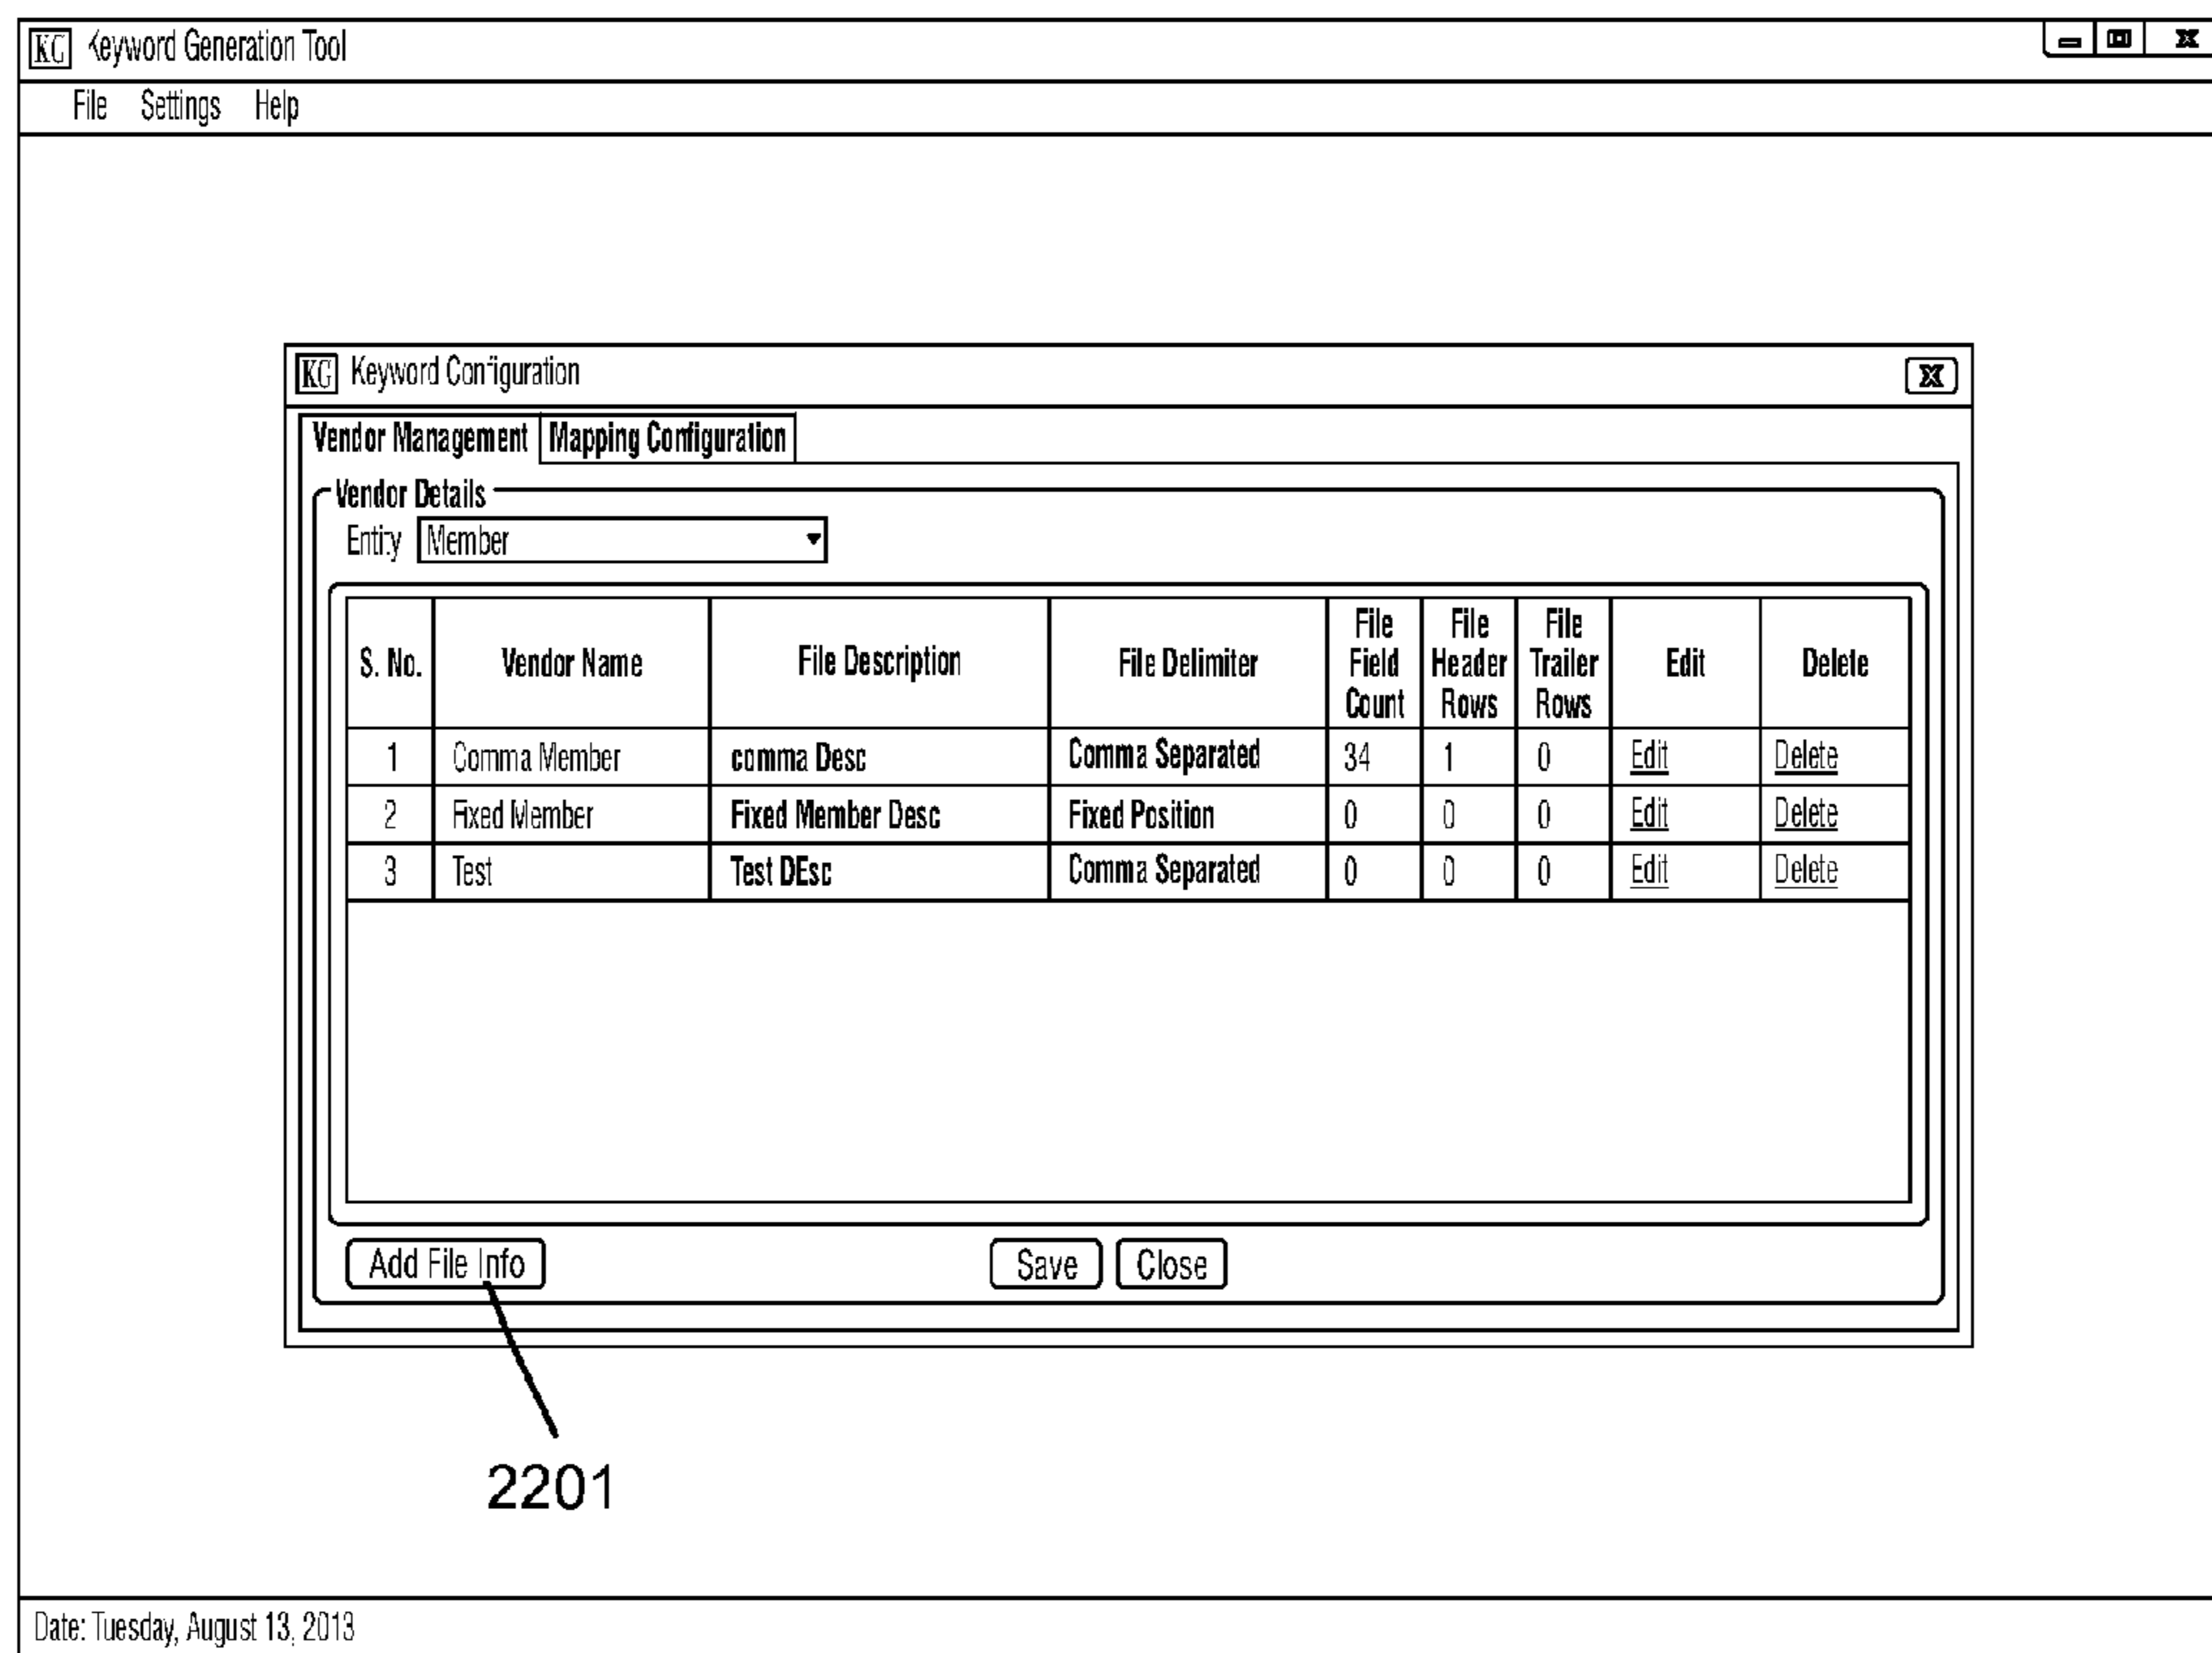 KG Keyword Generation Tool
File Settings Help
KG Keyword Configuration
Vendor Management Mapping Configuration
Vendor Details
Entity Member
S. No. Vendor Name File Description File Delimiter File Field Count File Header Rows File Trailer Rows Edit Delete
1 Comma Member comma Desc Comma Separated 34 1 0 Edit Delete
2 Fixed Member Fixed Member Desc Fixed Position 0 0 0 Edit Delete
3 Test Test DEsc Comma Separated 0 0 0 Edit Delete
Add File Info Save Close
2201
Date: Tuesday, August 13, 2013